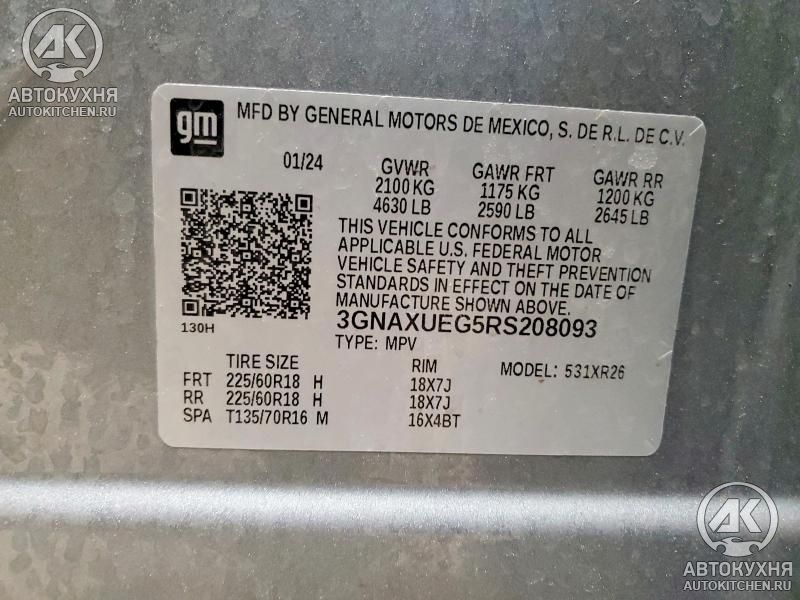 AK
АВТОКУХНЯ
AUTOKITCHEN.RU
gm
MFD BY GENERAL MOTORS DE MEXICO, S. DE R.L. DE C.V.
01/24 GVWR GAWR FRT GAWR RR
2100 KG 1175 KG 1200 KG
4630 LB 2590 LB 2645 LB
THIS VEHICLE CONFORMS TO ALL
APPLICABLE U.S. FEDERAL MOTOR
VEHICLE SAFETY AND THEFT PREVENTION
STANDARDS IN EFFECT ON THE DATE OF
MANUFACTURE SHOWN ABOVE.
130H
3GNAXUEG5RS208093
TYPE: MPV
TIRE SIZE RIM MODEL: 531XR26
FRT 225/60R18 H 18X7J
RR 225/60R18 H 18X7J
SPA T135/70R16 M 16X4BT
AK
АВТОКУХНЯ
AUTOKITCHEN.RU